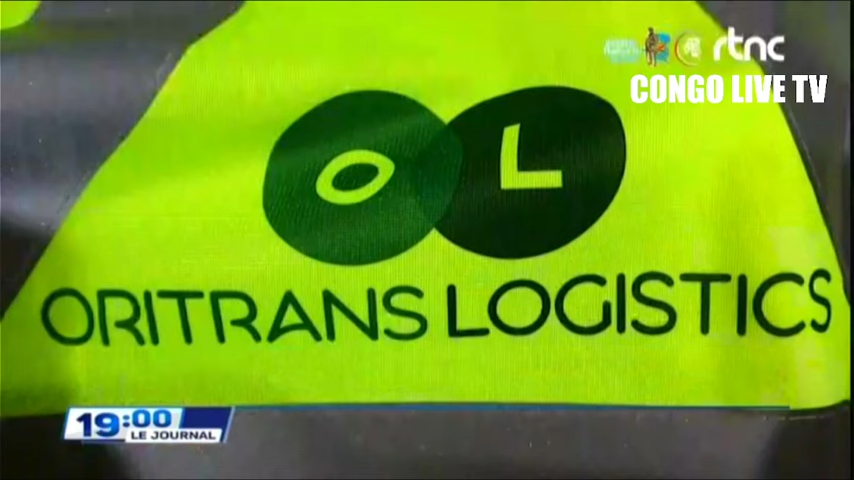 rtnc
CONGO LIVE TV
O L
ORITRANS LOGISTICS
19:00
LE JOURNAL